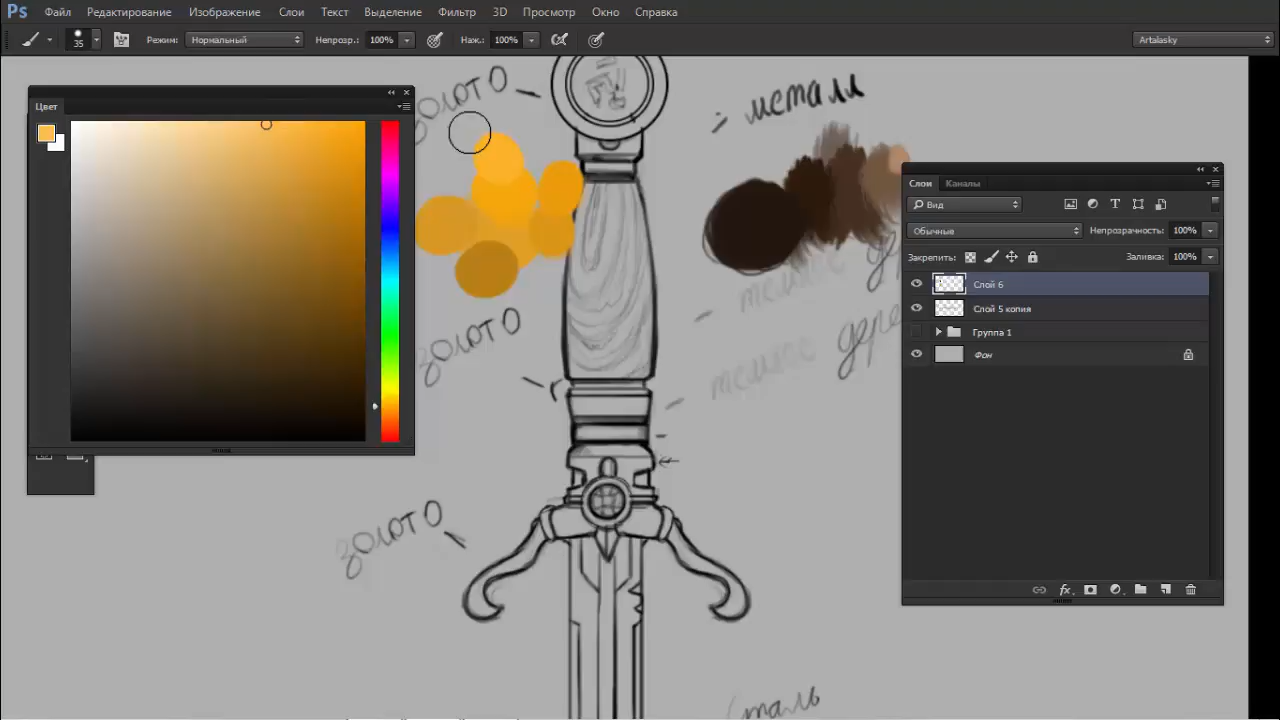 Ps Файл Редактирование Изображение Слои Текст Выделение Фильтр 3D Просмотр Окно Справка
35 Режим: Нормальный Непрозр.: 100% Наж.: 100% Artalasky
Цвет
золото
металл
Слои Каналы
Вид
Обычные Непрозрачность: 100%
Закрепить: Заливка: 100%
Слой 6
Слой 5 копия
Группа 1
Фон
золото
золото
сталь